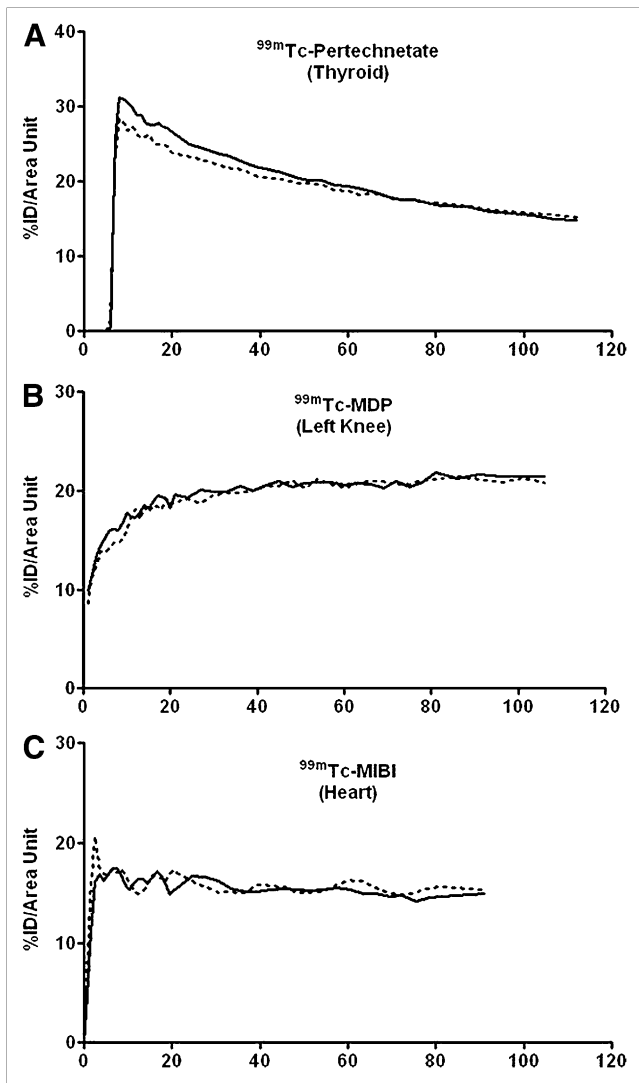 A
99mTc-Pertechnetate
(Thyroid)
%ID/Area Unit
40
30
20
10
0
0 20 40 60 80 100 120
B
99mTc-MDP
(Left Knee)
%ID/Area Unit
30
20
10
0
0 20 40 60 80 100 120
C
99mTc-MIBI
(Heart)
%ID/Area Unit
30
20
10
0
0 20 40 60 80 100 120